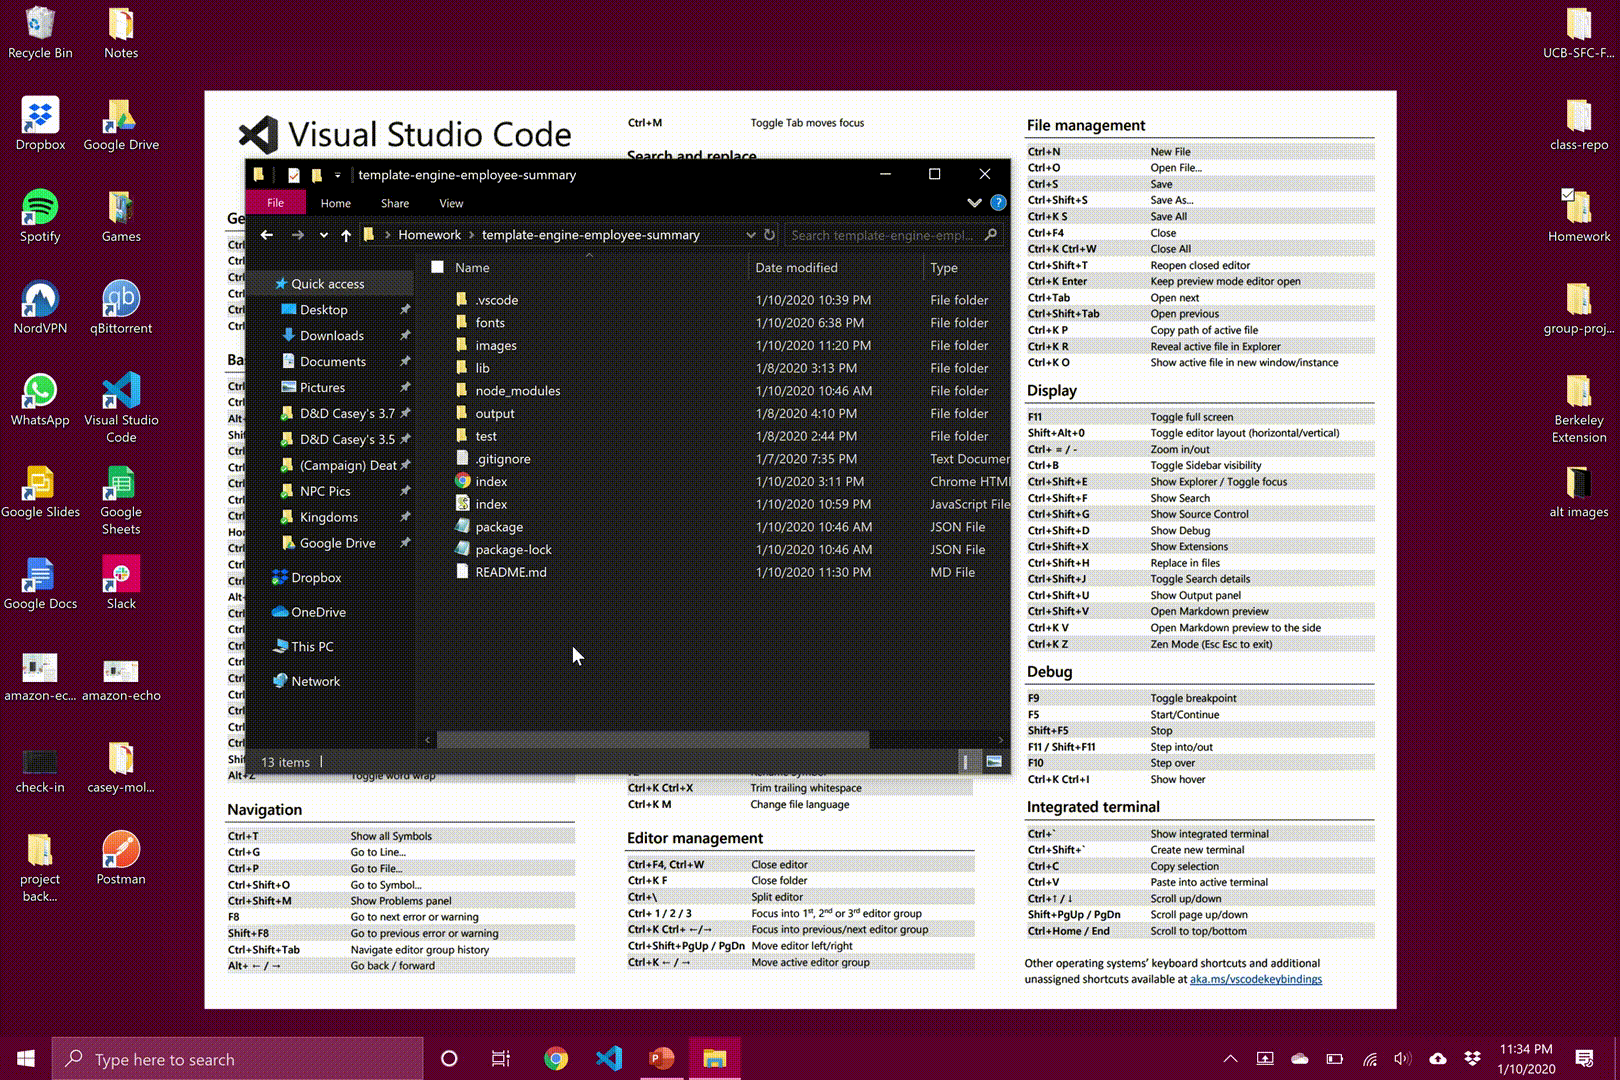 Recycle Bin
Notes
Dropbox
Google Drive
Spotify
Games
NordVPN
qBittorrent
WhatsApp
Visual Studio
Code
Google Slides
Google
Sheets
Google Docs
Slack
amazon-ec...
amazon-echo
check-in
casey-mol...
project
back...
Postman
Visual Studio Code
template-engine-employee-summary
File
Home
Share
View
Homework
template-engine-employee-summary
Search template-engine-empl...
Name
Date modified
Type
Quick access
Desktop
Downloads
Documents
Pictures
D&D Casey's 3.7
D&D Casey's 3.5
(Campaign) Deat
NPC Pics
Kingdoms
Google Drive
Dropbox
OneDrive
This PC
Network
.vscode 1/10/2020 10:39 PM File folder
fonts 1/10/2020 6:38 PM File folder
images 1/10/2020 11:20 PM File folder
lib 1/8/2020 3:13 PM File folder
node_modules 1/10/2020 10:46 AM File folder
output 1/8/2020 4:10 PM File folder
test 1/8/2020 2:44 PM File folder
.gitignore 1/7/2020 7:35 PM Text Documen
index 1/10/2020 3:11 PM Chrome HTM
index 1/10/2020 10:59 PM JavaScript File
package 1/10/2020 10:46 AM JSON File
package-lock 1/10/2020 10:46 AM JSON File
README.md 1/10/2020 11:30 PM MD File
13 items
Alt+Z Toggle word wrap
Navigation
Ctrl+T Show all Symbols
Ctrl+G Go to Line...
Ctrl+P Go to File...
Ctrl+Shift+O Go to Symbol...
Ctrl+Shift+M Show Problems panel
F8 Go to next error or warning
Shift+F8 Go to previous error or warning
Ctrl+Shift+Tab Navigate editor group history
Alt+ ← / → Go back / forward
Ctrl+M Toggle Tab moves focus
Search and replace
Ctrl+K Ctrl+X Trim trailing whitespace
Ctrl+K M Change file language
Editor management
Ctrl+F4, Ctrl+W Close editor
Ctrl+K F Close folder
Ctrl+\ Split editor
Ctrl+ 1 / 2 / 3 Focus into 1st, 2nd or 3rd editor group
Ctrl+K Ctrl+ ←/→ Focus into previous/next editor group
Ctrl+Shift+PgUp / PgDn Move editor left/right
Ctrl+K ← / → Move active editor group
File management
Ctrl+N New File
Ctrl+O Open File...
Ctrl+S Save
Ctrl+Shift+S Save As...
Ctrl+K S Save All
Ctrl+F4 Close
Ctrl+K Ctrl+W Close All
Ctrl+Shift+T Reopen closed editor
Ctrl+K Enter Keep preview mode editor open
Ctrl+Tab Open next
Ctrl+Shift+Tab Open previous
Ctrl+K P Copy path of active file
Ctrl+K R Reveal active file in Explorer
Ctrl+K O Show active file in new window/instance
Display
F11 Toggle full screen
Shift+Alt+0 Toggle editor layout (horizontal/vertical)
Ctrl+ = / - Zoom in/out
Ctrl+B Toggle Sidebar visibility
Ctrl+Shift+E Show Explorer / Toggle focus
Ctrl+Shift+F Show Search
Ctrl+Shift+G Show Source Control
Ctrl+Shift+D Show Debug
Ctrl+Shift+X Show Extensions
Ctrl+Shift+H Replace in files
Ctrl+Shift+J Toggle Search details
Ctrl+Shift+U Show Output panel
Ctrl+Shift+V Open Markdown preview
Ctrl+K V Open Markdown preview to the side
Ctrl+K Z Zen Mode (Esc Esc to exit)
Debug
F9 Toggle breakpoint
F5 Start/Continue
Shift+F5 Stop
F11 / Shift+F11 Step into/out
F10 Step over
Ctrl+K Ctrl+I Show hover
Integrated terminal
Ctrl+` Show integrated terminal
Ctrl+Shift+` Create new terminal
Ctrl+C Copy selection
Ctrl+V Paste into active terminal
Ctrl+↑ / ↓ Scroll up/down
Shift+PgUp / PgDn Scroll page up/down
Ctrl+Home / End Scroll to top/bottom
Other operating systems' keyboard shortcuts and additional
unassigned shortcuts available at aka.ms/vscodekeybindings
UCB-SFC-F...
class-repo
Homework
group-proj...
Berkeley
Extension
alt images
Type here to search
11:34 PM
1/10/2020